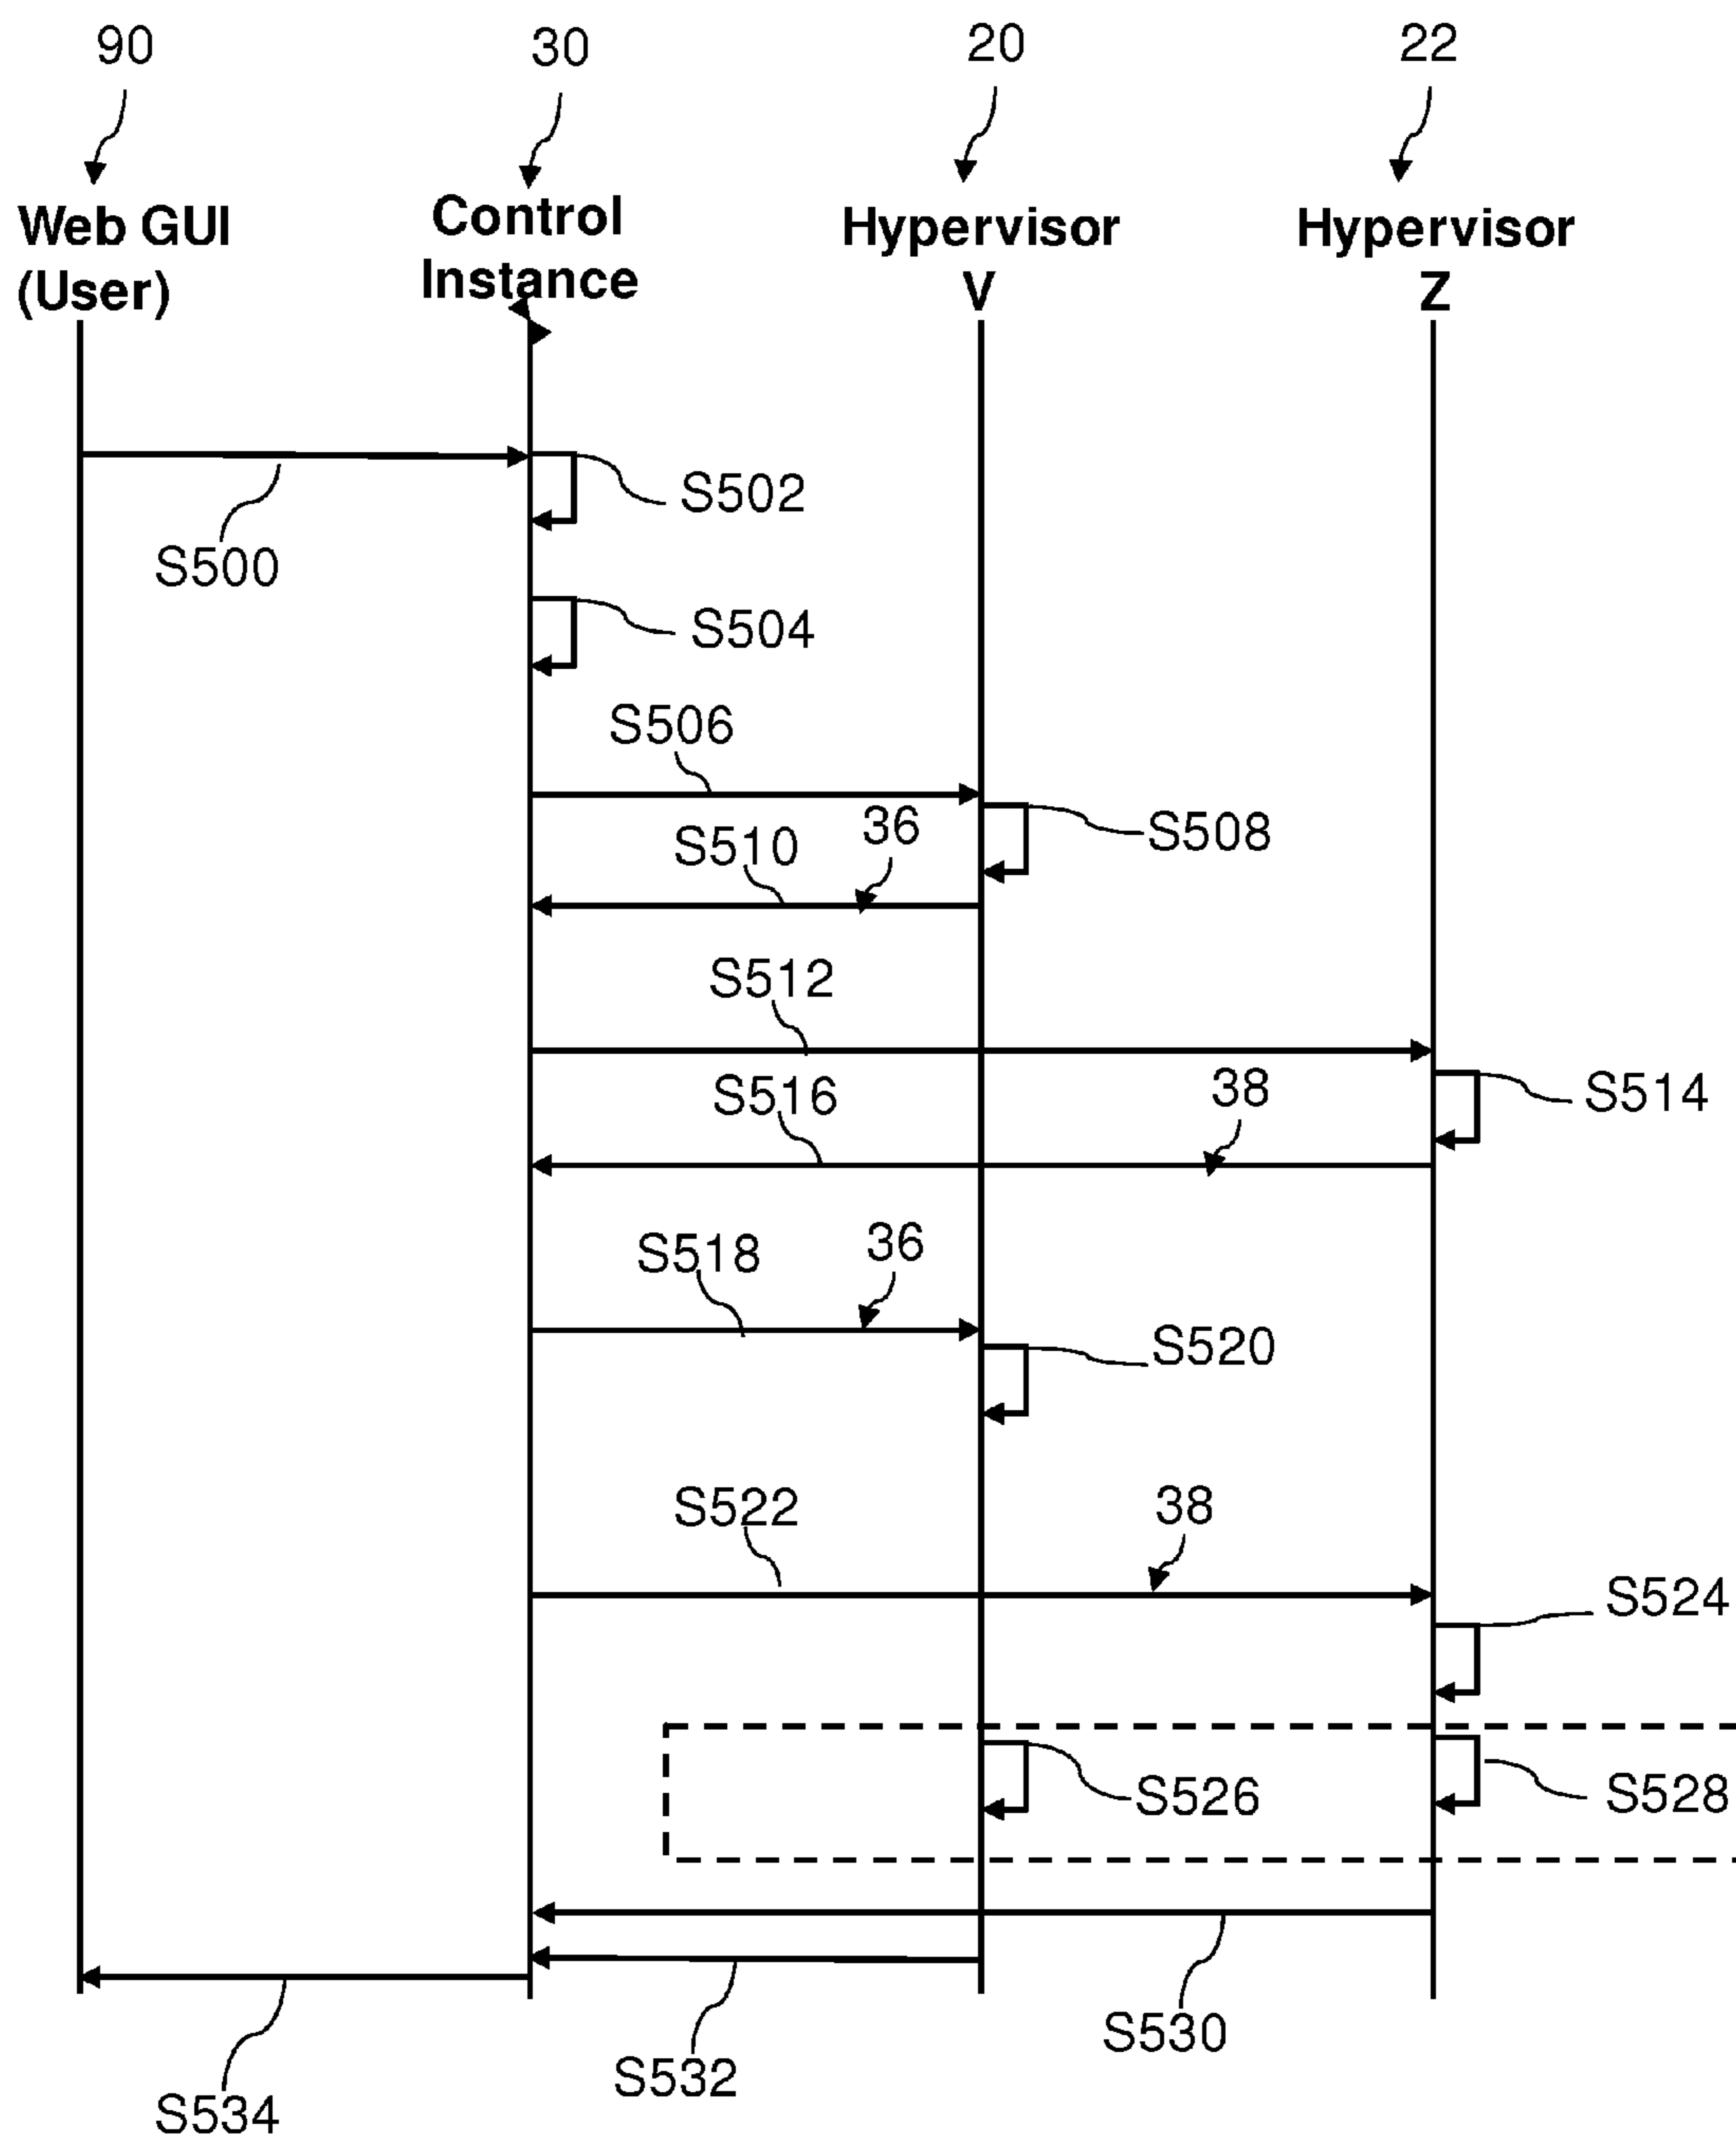 90
30
20
22
Web GUI
(User)
Control
Instance
Hypervisor
V
Hypervisor
Z
S502
S500
S504
S506
36
S508
S510
S512
38
S514
S516
36
S518
S520
S522
38
S524
S526
S528
S530
S532
S534